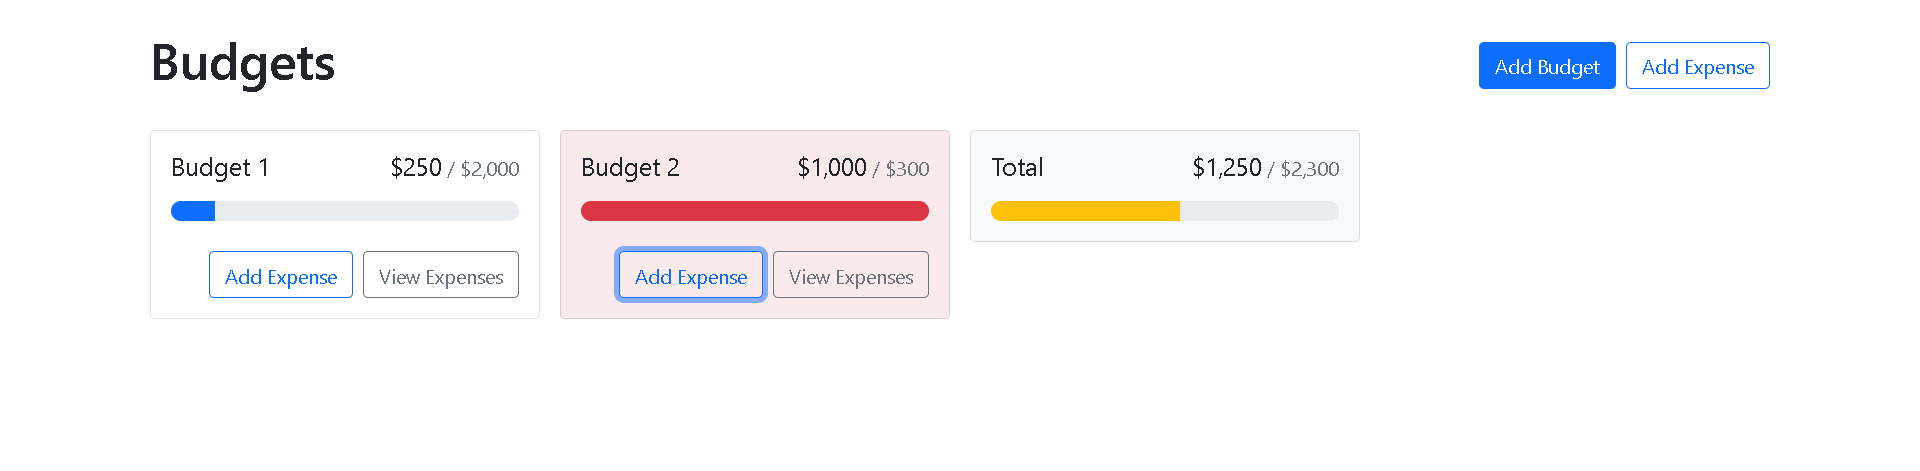 Budgets
Add Budget
Add Expense
Budget 1
$250 / $2,000
Add Expense
View Expenses
Budget 2
$1,000 / $300
Add Expense
View Expenses
Total
$1,250 / $2,300